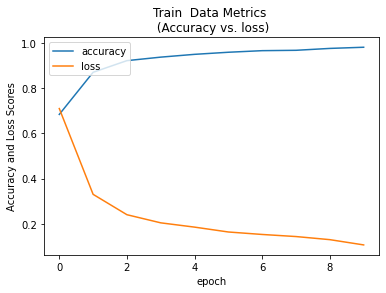 Train  Data Metrics
(Accuracy vs. loss)
accuracy
loss
Accuracy and Loss Scores
1.0
0.8
0.6
0.4
0.2
0 2 4 6 8
epoch